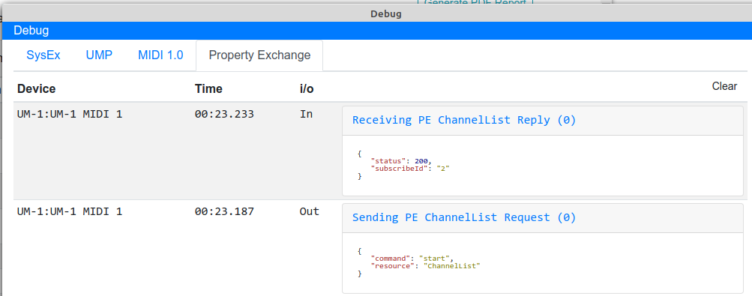 [ Generate PDF Report ]
Debug
Debug
SysEx UMP MIDI 1.0 Property Exchange
Device Time i/o Clear
UM-1:UM-1 MIDI 1 00:23.233 In Receiving PE ChannelList Reply (0)
{
"status": 200,
"subscribeId": "2"
}
UM-1:UM-1 MIDI 1 00:23.187 Out Sending PE ChannelList Request (0)
{
"command": "start",
"resource": "ChannelList"
}